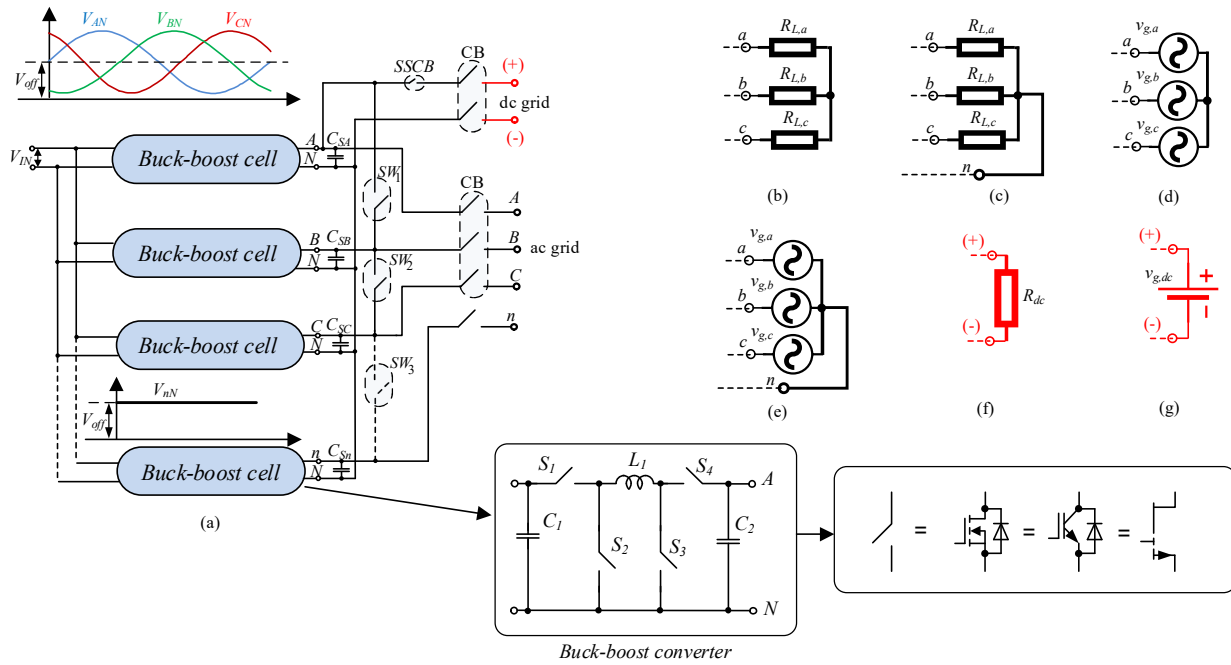 V_AN V_BN V_CN
V_off
V_IN
Buck-boost cell
A
N
C_SA
Buck-boost cell
B
N
C_SB
Buck-boost cell
C
N
C_SC
V_nN
V_off
Buck-boost cell
n
N
C_Sn
(a)
SSCB
CB
(+)
dc grid
(-)
SW_1
SW_2
SW_3
CB
A
B
ac grid
C
n
a R_L,a
b R_L,b
c R_L,c
(b)
a R_L,a
b R_L,b
c R_L,c
n
(c)
a v_g,a
b v_g,b
c v_g,c
(d)
a v_g,a
b v_g,b
c v_g,c
n
(e)
(+)
R_dc
(-)
(f)
(+)
v_g,dc + −
(-)
(g)
S_1 L_1 S_4 A
C_1 S_2 S_3 C_2
N
Buck-boost converter
= = =